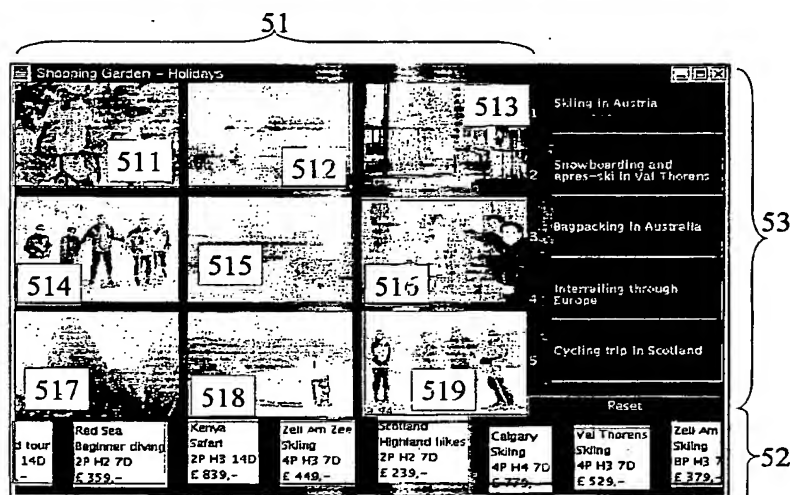 51
Shopping Garden - Holidays
511
512
513
514
515
516
517
518
519
1 Skiing in Austria
2 Snowboarding and
apres-ski in Val Thorens
3 Bagpacking in Australia
4 Interrailing through
Europe
5 Cycling trip in Scotland
Reset
53
d tour
14D
-
Red Sea
Beginner diving
2P H2 7D
£ 359,-
Kenya
Safari
2P H3 14D
£ 839,-
Zell Am Zee
Skiing
4P H3 7D
£ 449,-
Scotland
Highland hikes
2P H2 7D
£ 239,-
Calgary
Skiing
4P H4 7D
£ 779,-
Val Thorens
Skiing
4P H3 7D
£ 529,-
Zell Am
Skiing
8P H3 7
£ 379,-
52